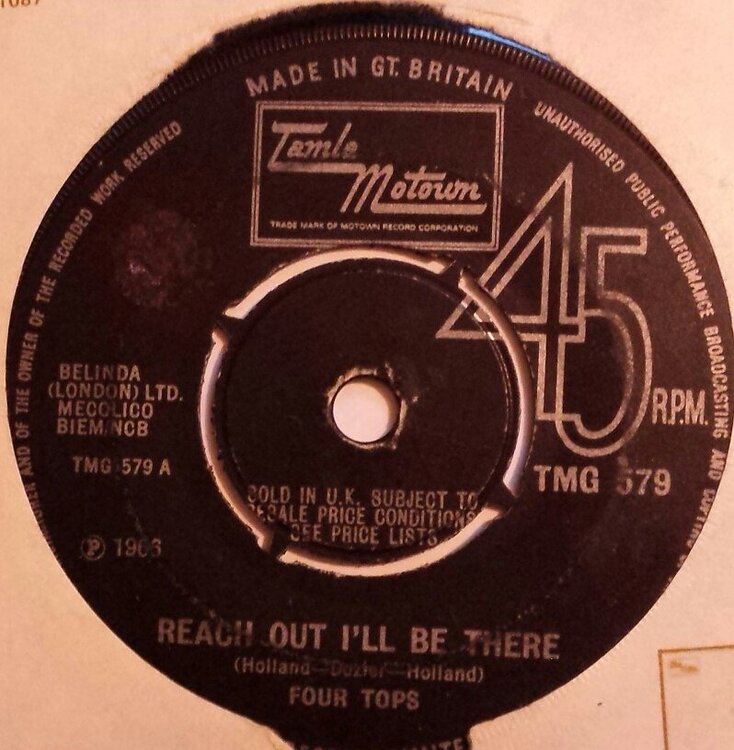 MADE IN GT. BRITAIN
Tamla
Motown
TRADE MARK OF MOTOWN RECORD CORPORATION
AND OF THE OWNER OF THE RECORDED WORK RESERVED
UNAUTHORISED PUBLIC PERFORMANCE BROADCASTING AND
45
R.P.M.
BELINDA
(LONDON) LTD.
MECOLICO
BIEM.NCB
TMG 579 A
TMG 579
SOLD IN U.K. SUBJECT TO
RESALE PRICE CONDITIONS
SEE PRICE LISTS
Ⓟ 1966
REACH OUT I'LL BE THERE
(Holland—Dozier—Holland)
FOUR TOPS